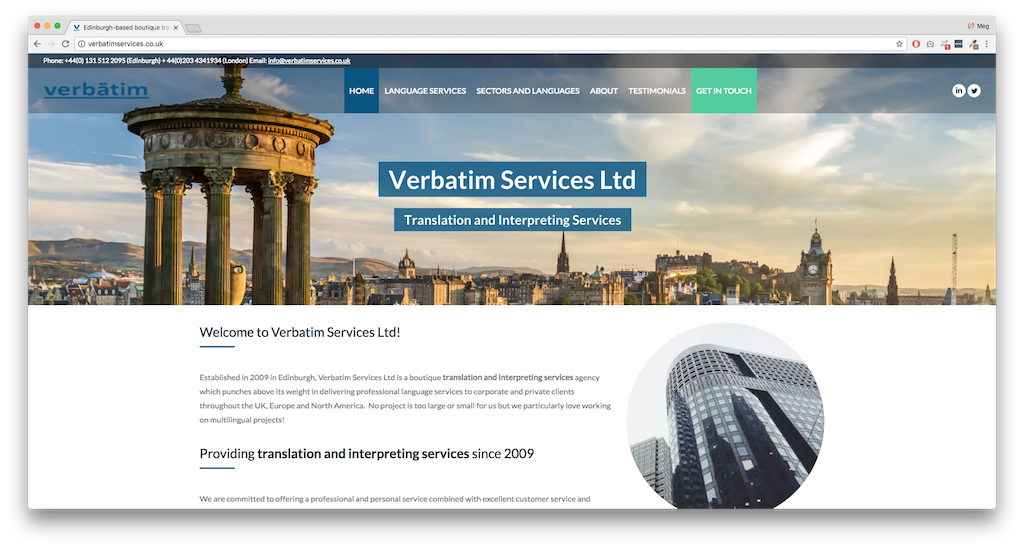 Edinburgh-based boutique tra
Meg
verbatimservices.co.uk
Phone: +44(0) 131 512 2095 (Edinburgh) + 44(0)203 4341934 (London) Email: info@verbatimservices.co.uk
verbātim
HOME LANGUAGE SERVICES SECTORS AND LANGUAGES ABOUT TESTIMONIALS GET IN TOUCH
Verbatim Services Ltd
Translation and Interpreting Services
Welcome to Verbatim Services Ltd!
Established in 2009 in Edinburgh, Verbatim Services Ltd is a boutique translation and interpreting services agency
which punches above its weight in delivering professional language services to corporate and private clients
throughout the UK, Europe and North America. No project is too large or small for us but we particularly love working
on multilingual projects!
Providing translation and interpreting services since 2009
We are committed to offering a professional and personal service combined with excellent customer service and